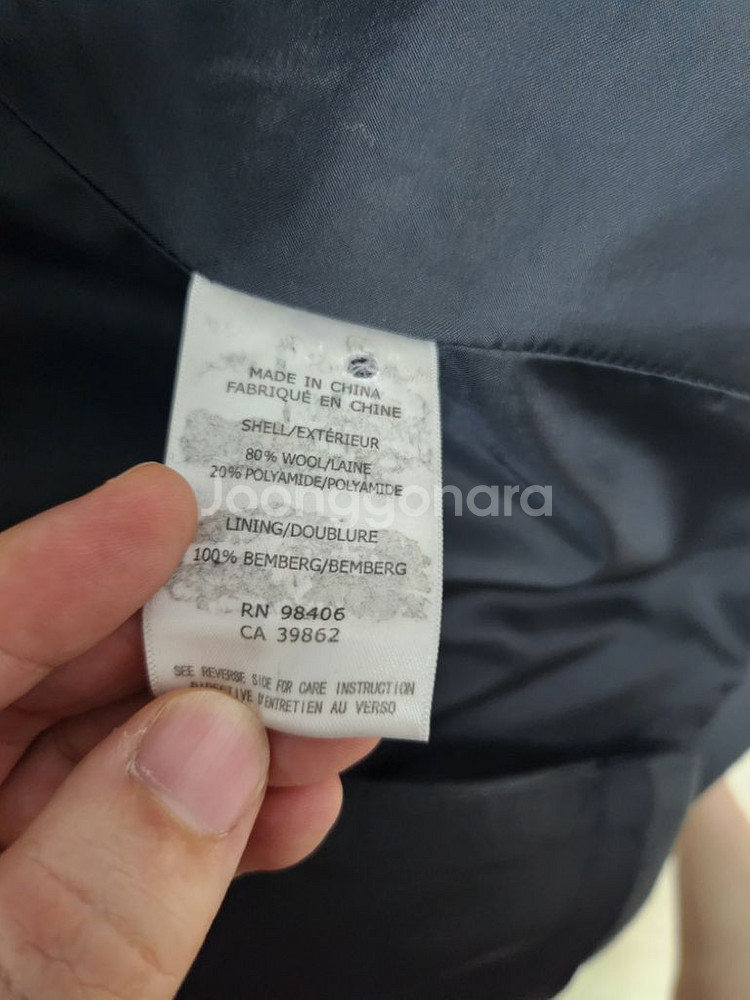 MADE IN CHINA
FABRIQUÉ EN CHINE
SHELL/EXTÉRIEUR
80% WOOL/LAINE
20% POLYAMIDE/POLYAMIDE
Joonggonara
LINING/DOUBLURE
100% BEMBERG/BEMBERG
RN 98406
CA 39862
SEE REVERSE SIDE FOR CARE INSTRUCTION
DIRECTIVE D'ENTRETIEN AU VERSO